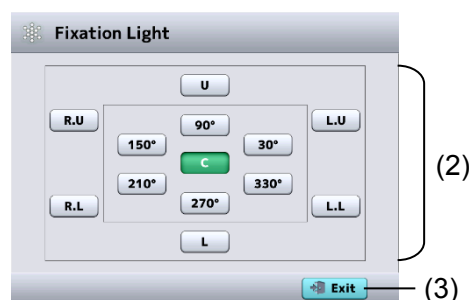 Fixation Light
U
R.U 90° L.U
150° 30°
C
210° 330°
R.L 270° L.L
L
Exit
(2)
(3)